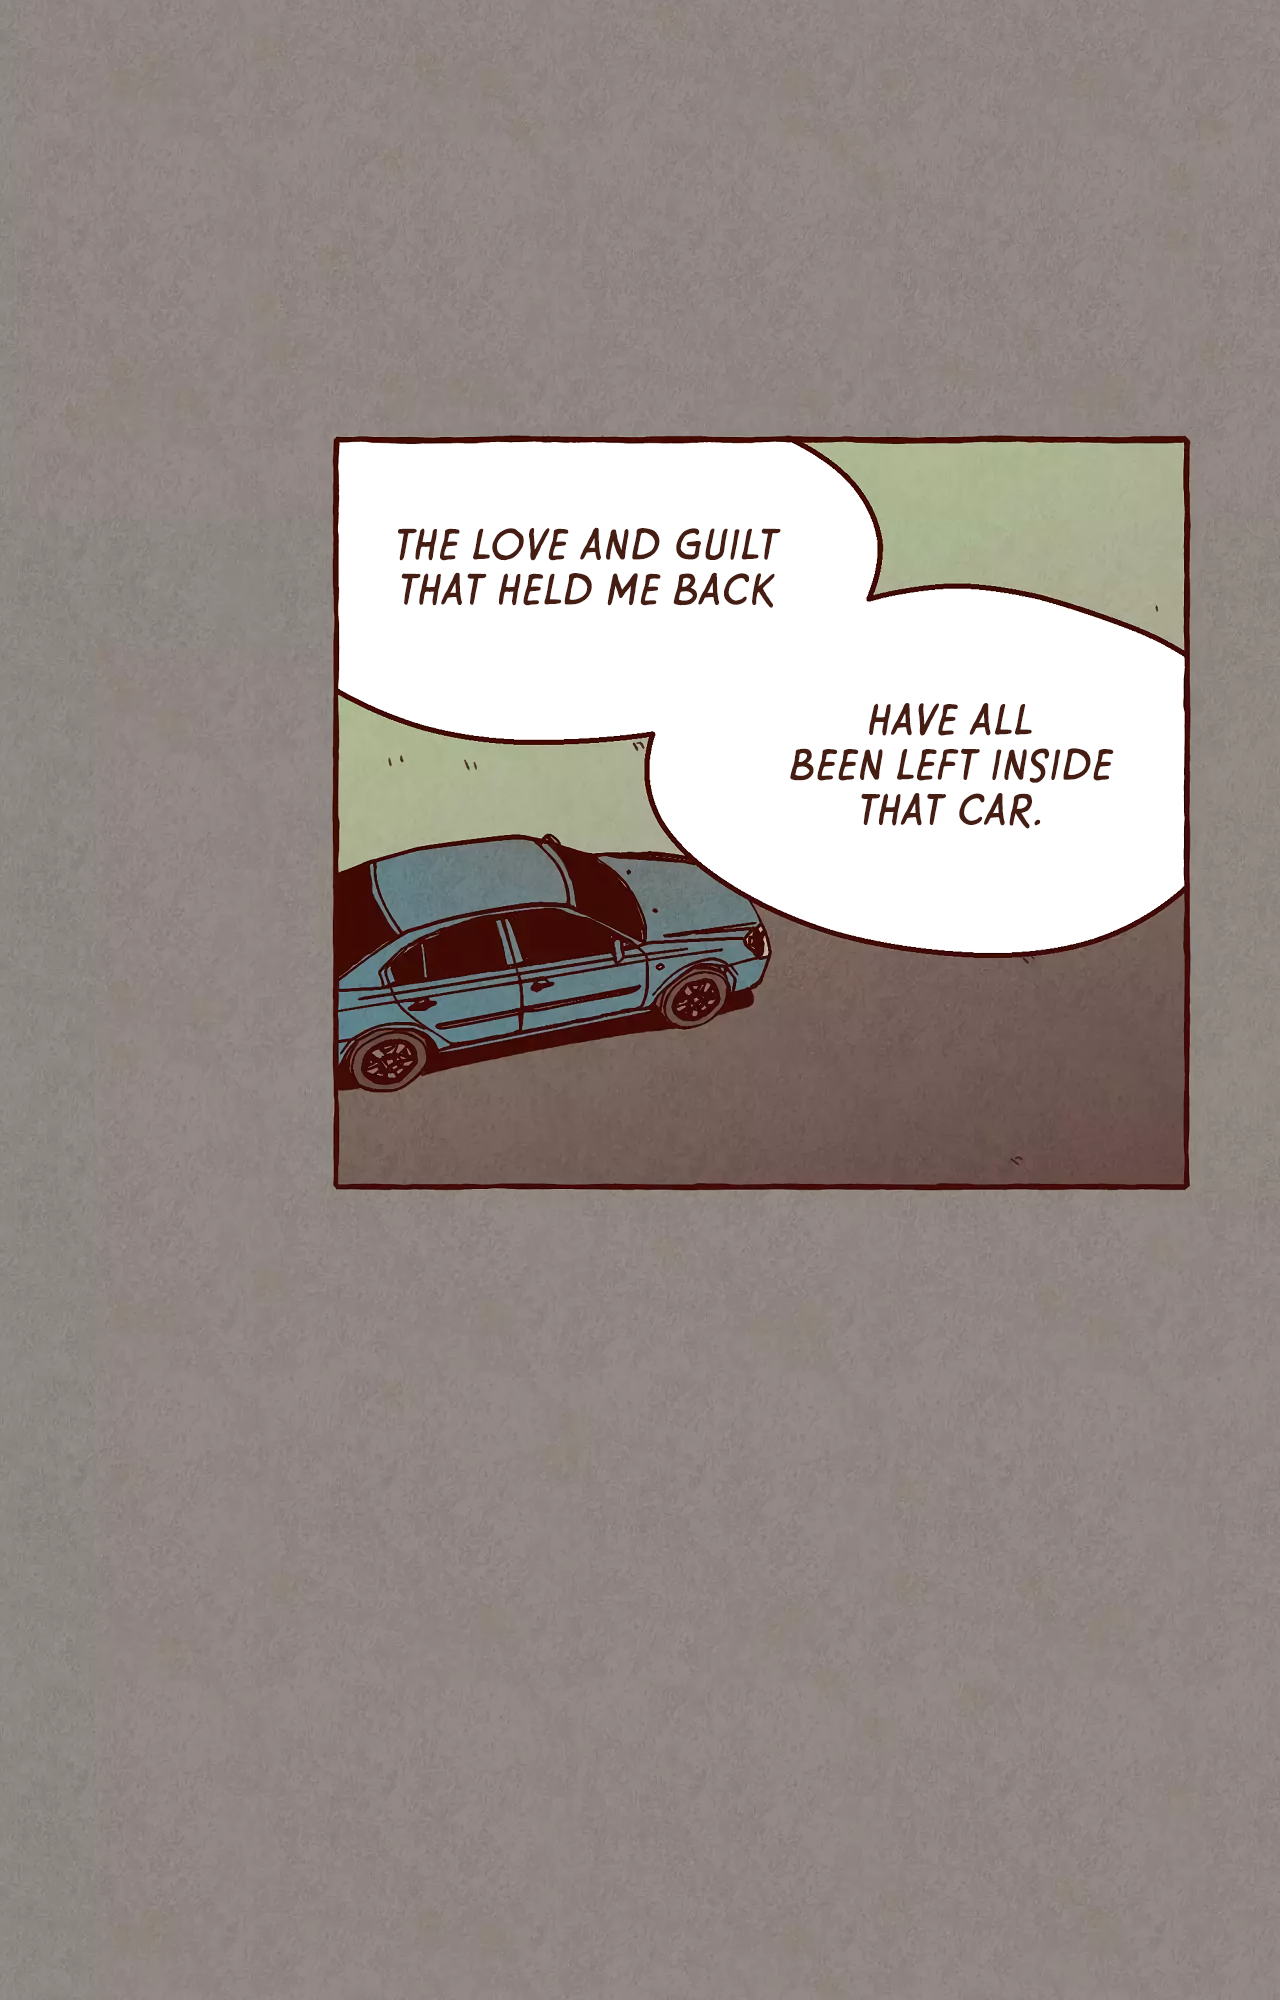 THE LOVE AND GUILT
THAT HELD ME BACK
HAVE ALL
BEEN LEFT INSIDE
THAT CAR.